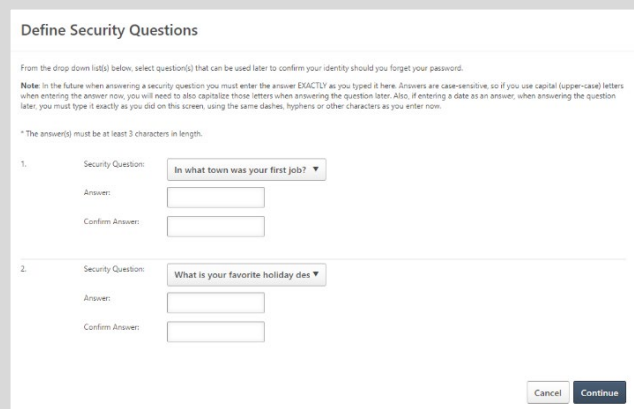 Define Security Questions
From the drop down list(s) below, select question(s) that can be used later to confirm your identity should you forget your password.
Note: In the future when answering a security question you must enter the answer EXACTLY as you typed it here. Answers are case-sensitive, so if you use capital (upper-case) letters
when entering the answer now, you will need to also capitalize those letters when answering the question later. Also, if entering a date as an answer, when answering the question
later, you must type it exactly as you did on this screen, using the same dashes, hyphens or other characters as you enter now.
* The answer(s) must be at least 3 characters in length.
1. Security Question: In what town was your first job?
Answer:
Confirm Answer:
2. Security Question: What is your favorite holiday des
Answer:
Confirm Answer:
Cancel Continue